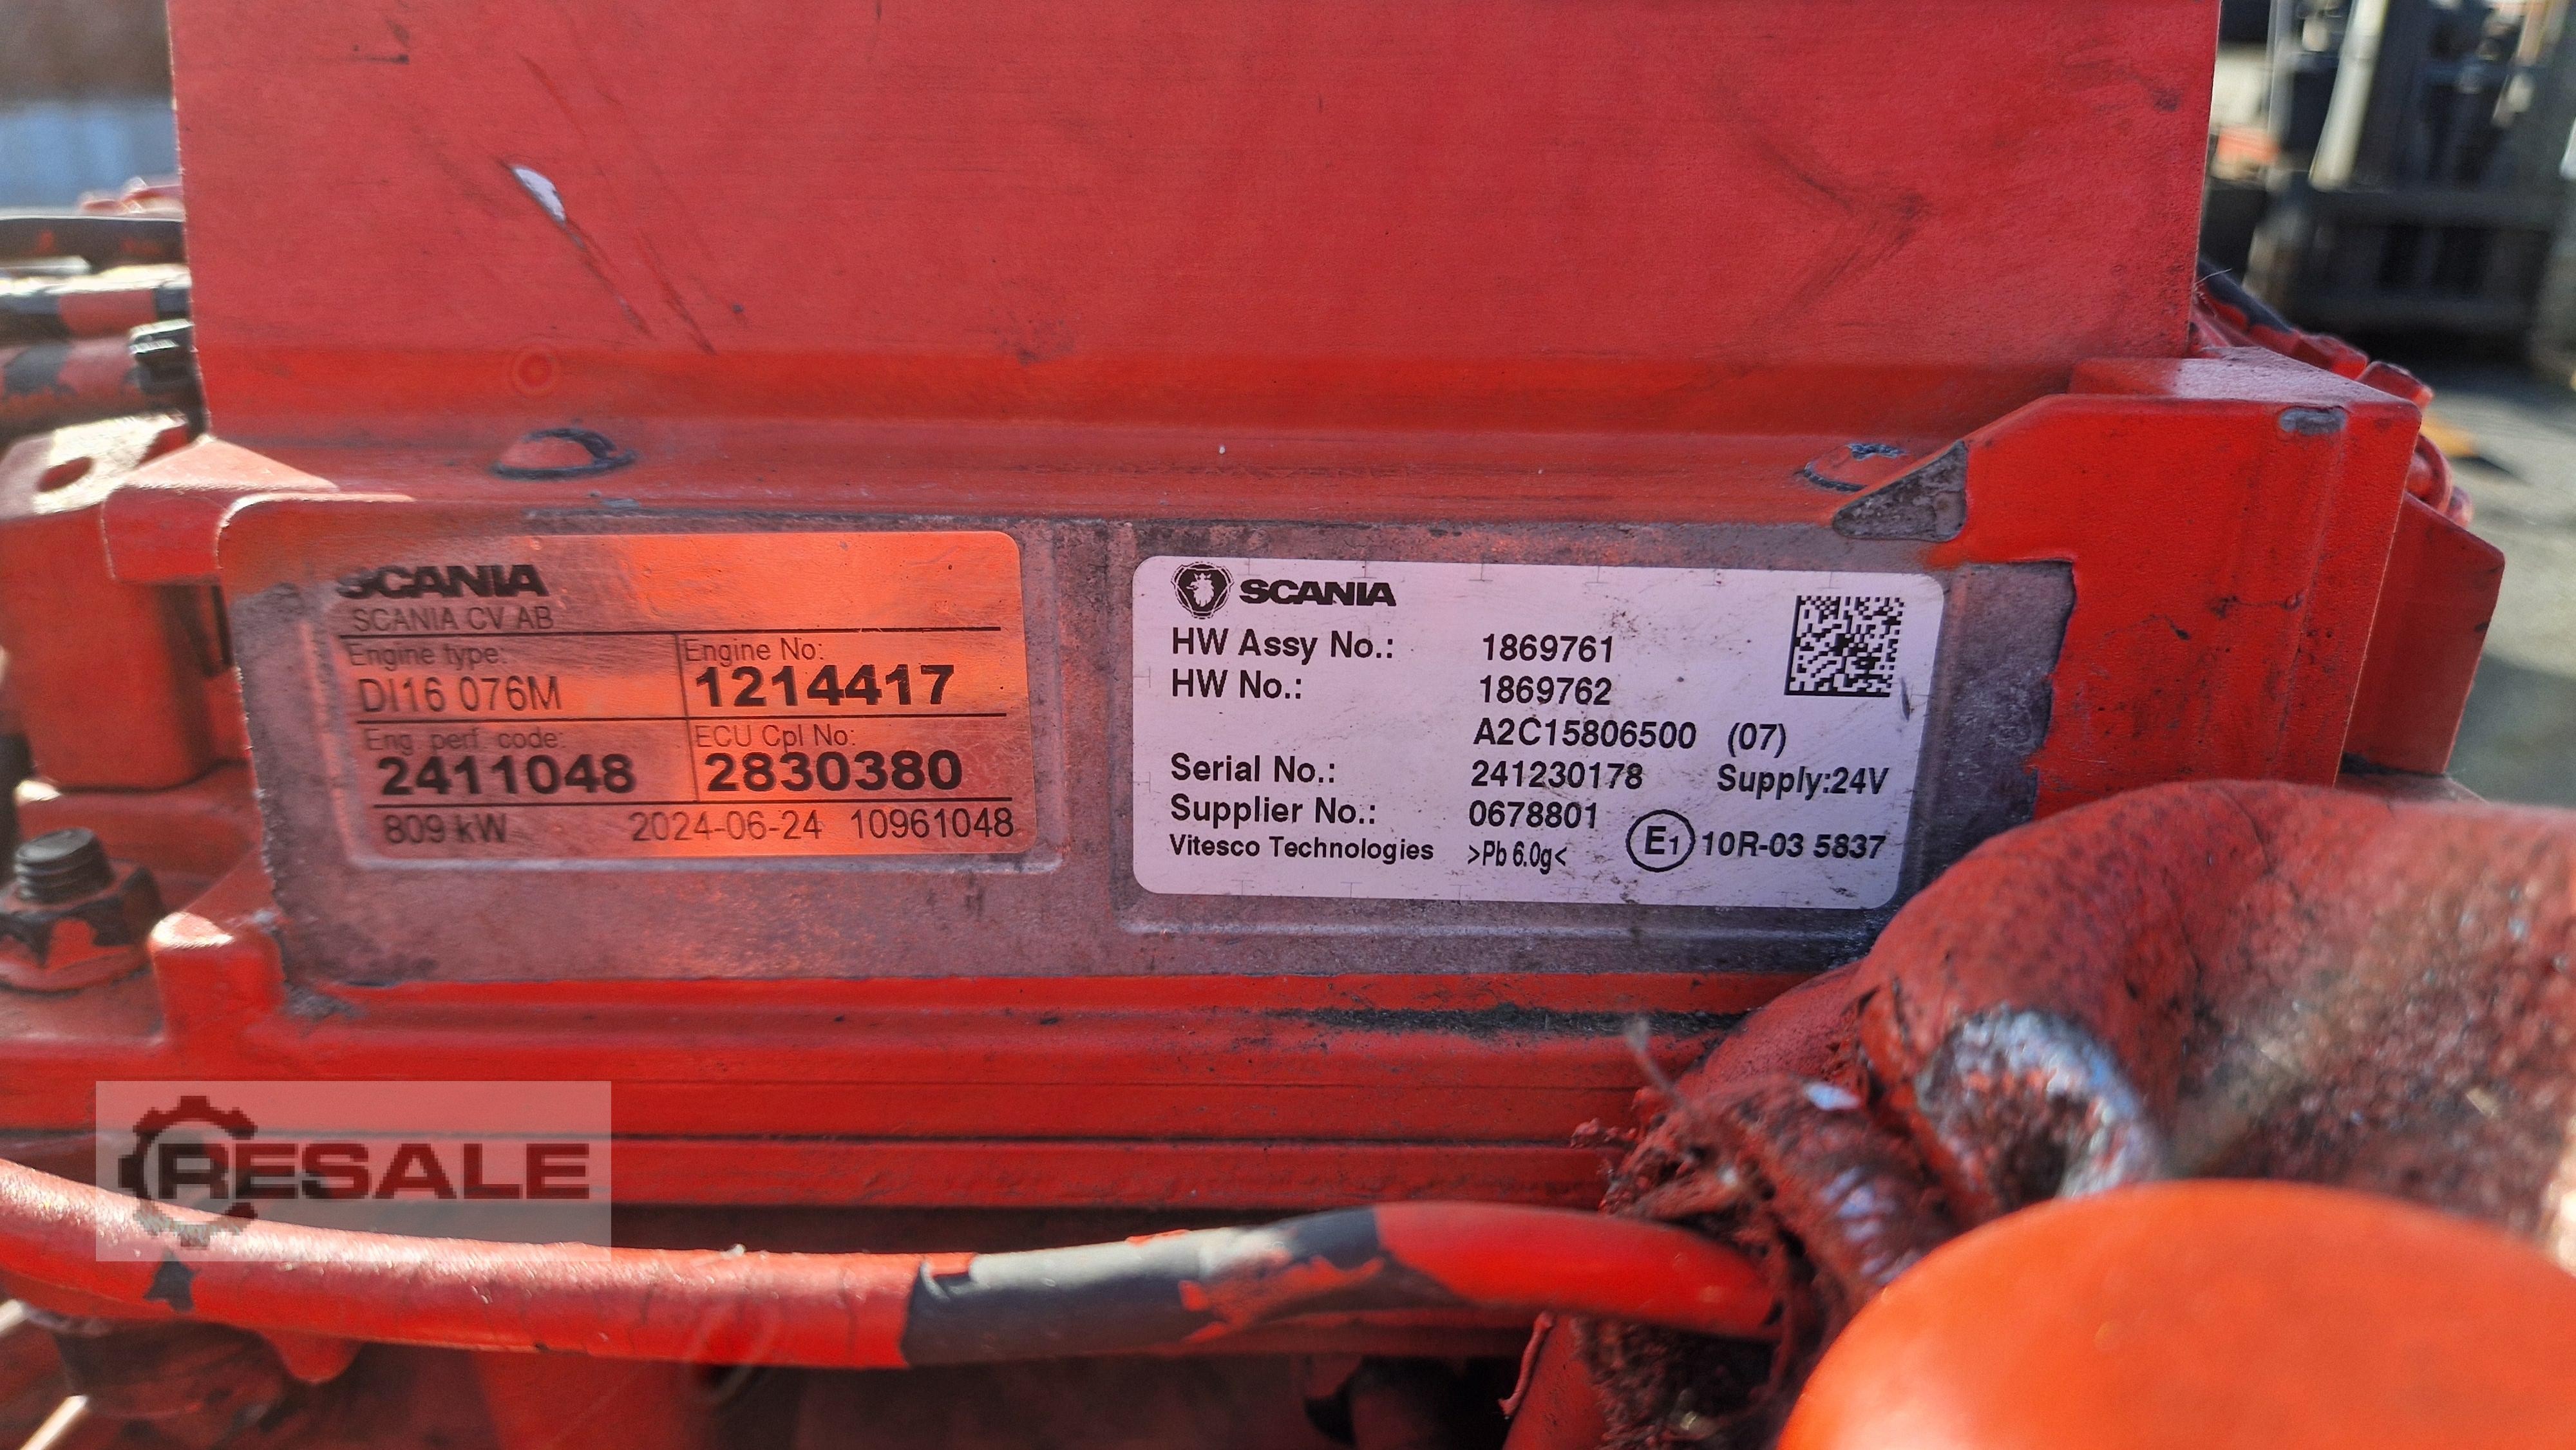 SCANIA
SCANIA CV AB
Engine type:
DI16 076M
Engine No:
1214417
Eng perf code:
2411048
ECU Cpl No:
2830380
809 kW 2024-06-24 10961048
SCANIA
HW Assy No.: 1869761
HW No.: 1869762
A2C15806500 (07)
Serial No.: 241230178 Supply:24V
Supplier No.: 0678801
Vitesco Technologies >Pb 6.0g< E1 10R-03 5837
RESALE